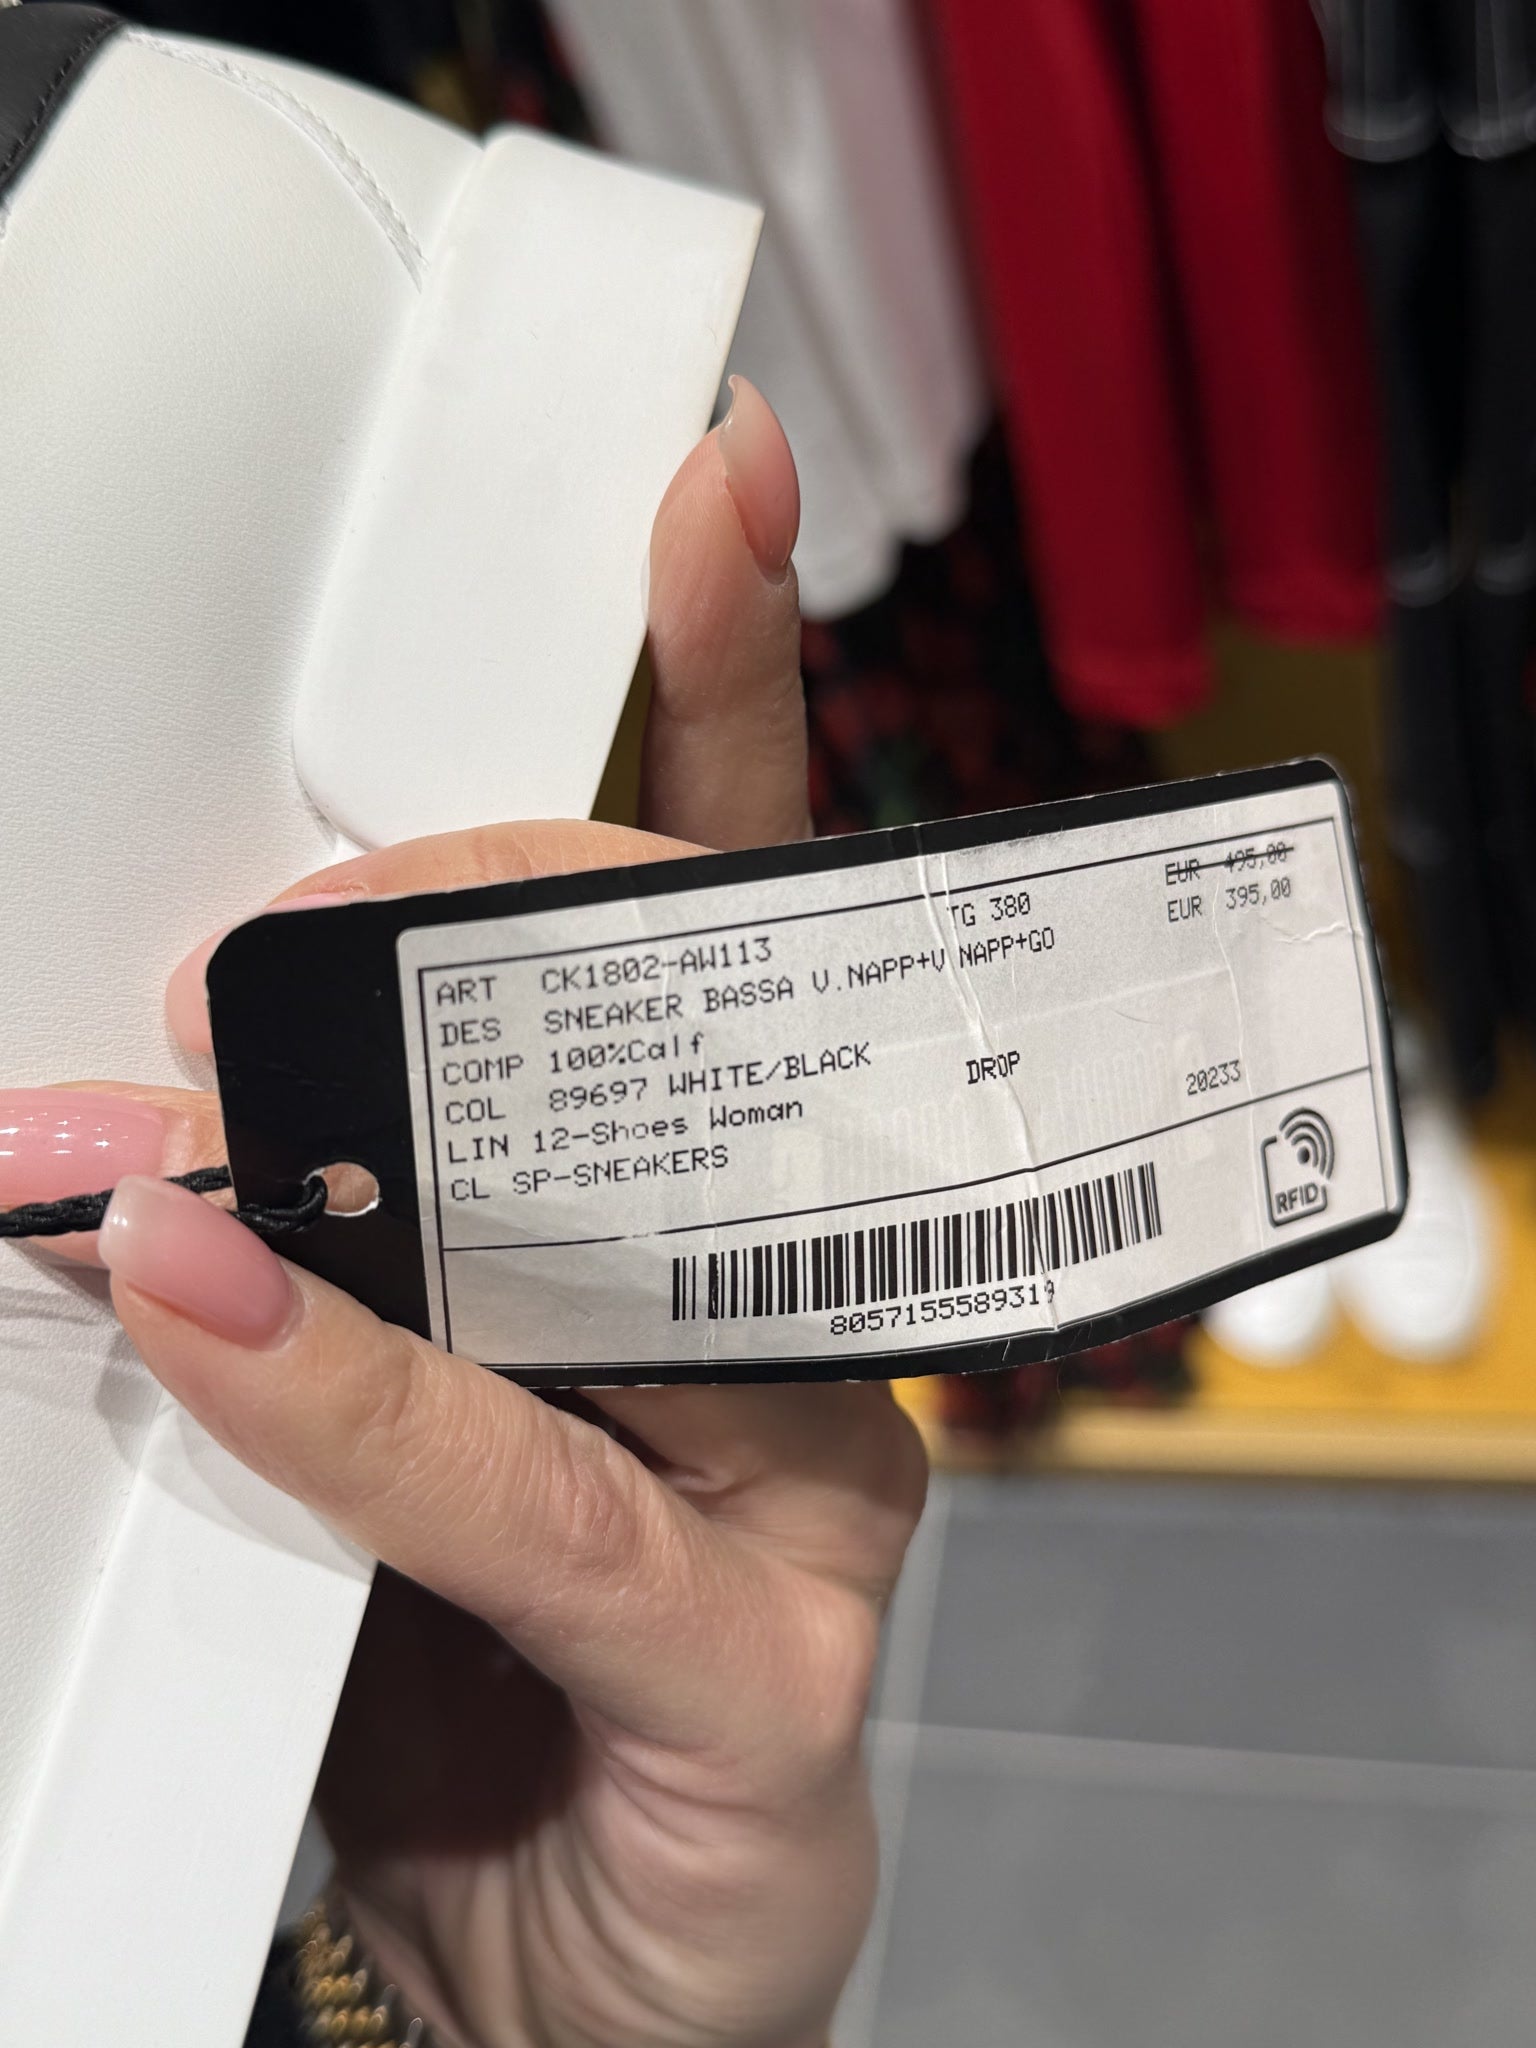 TG 380 EUR 495,00
ART CK1802-AW113 EUR 395,00
DES SNEAKER BASSA V.NAPP+V NAPP+GO
COMP 100%Calf
COL 89697 WHITE/BLACK DROP
LIN 12-Shoes Woman 20233
CL SP-SNEAKERS
RFID
8057155589319